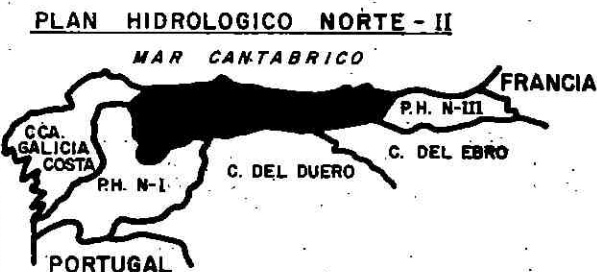 PLAN HIDROLOGICO NORTE - II
MAR CANTABRICO
FRANCIA
P.H. N-III
CCA.
GALICIA
COSTA
C. DEL EBRO
P.H. N-I
C. DEL DUERO
PORTUGAL